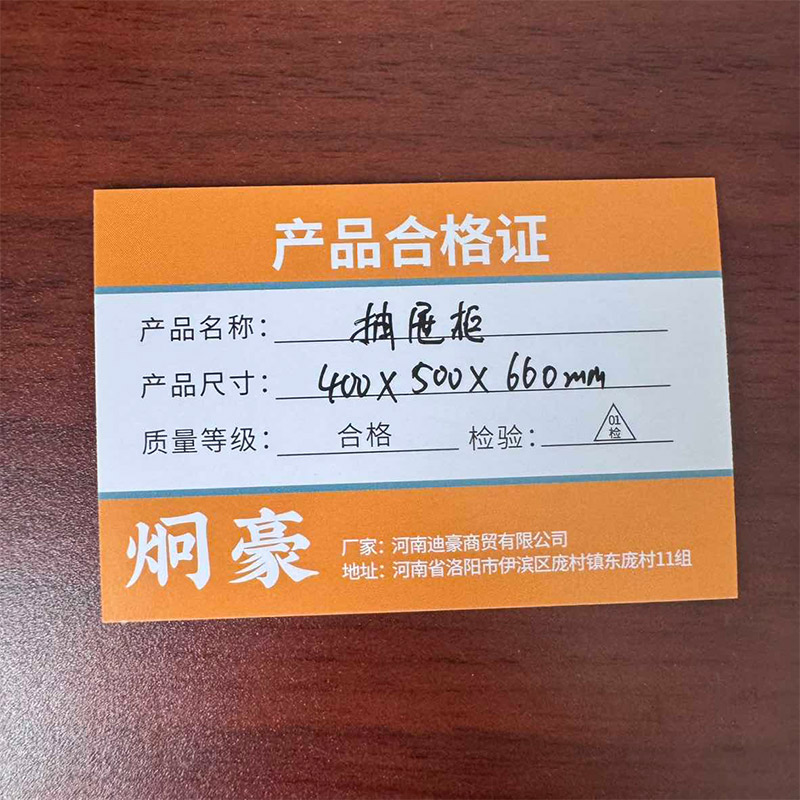 产品合格证
产品名称：抽屉柜
产品尺寸：400X500X660mm
质量等级：合格 检验：01检
炯豪
厂家：河南迪豪商贸有限公司
地址：河南省洛阳市伊滨区庞村镇东庞村11组